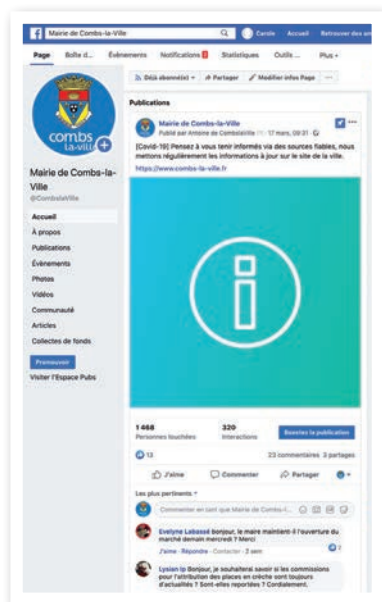 Mairie de Combs-la-Ville
Carole Accueil Retrouver des am
Page Boîte d... Évènements Notifications Statistiques Outils ... Plus
Déjà abonné(e) Partager Modifier infos Page ...
Publications
combs
la-ville
Mairie de Combs-la-
Ville
@CombslaVille
Accueil
À propos
Publications
Évènements
Photos
Vidéos
Communauté
Articles
Collectes de fonds
Promouvoir
Visiter l'Espace Pubs
Mairie de Combs-la-Ville
Publié par Antoine de CombslaVille · 17 mars, 09:31
[Covid-19] Pensez à vous tenir informés via des sources fiables, nous
mettons régulièrement les informations à jour sur le site de la ville.
https://www.combs-la-ville.fr
i
1 468 320
Personnes touchées Interactions
Boostez la publication
13 23 commentaires 3 partages
J'aime Commenter Partager
Les plus pertinents
Commenter en tant que Mairie de Combs-l...
Evelyne Labassé Bonjour, le maire maintient-il l'ouverture du
marché demain mercredi ? Merci
J'aime · Répondre · Contacter · 2 sem
Lysian Ip Bonjour, je souhaiterai savoir si les commissions
pour l'attribution des places en crèche sont toujours
d'actualités ? Sont-elles reportées ? Cordialement.